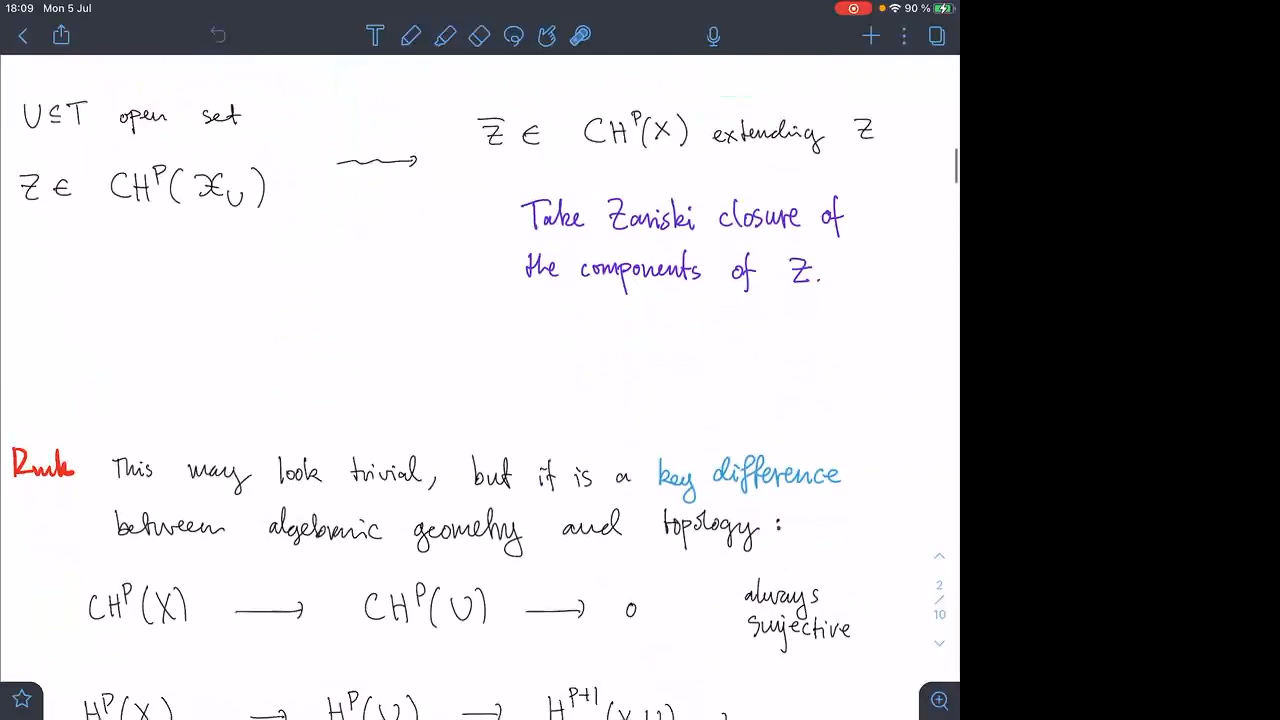 18:09 Mon 5 Jul
90 %
U ⊆ T open set
Z ∈ CH^p(𝒳_U)
⟿
Z̅ ∈ CH^p(X) extending Z
Take Zariski closure of
the components of Z.
Rmk This may look trivial, but it is a key difference
between algebraic geometry and topology :
CH^p(X) ⟶ CH^p(U) ⟶ 0 always
surjective
H^p(X) ⟶ H^p(U) ⟶ H^{p+1}(X,U)
2
/
10